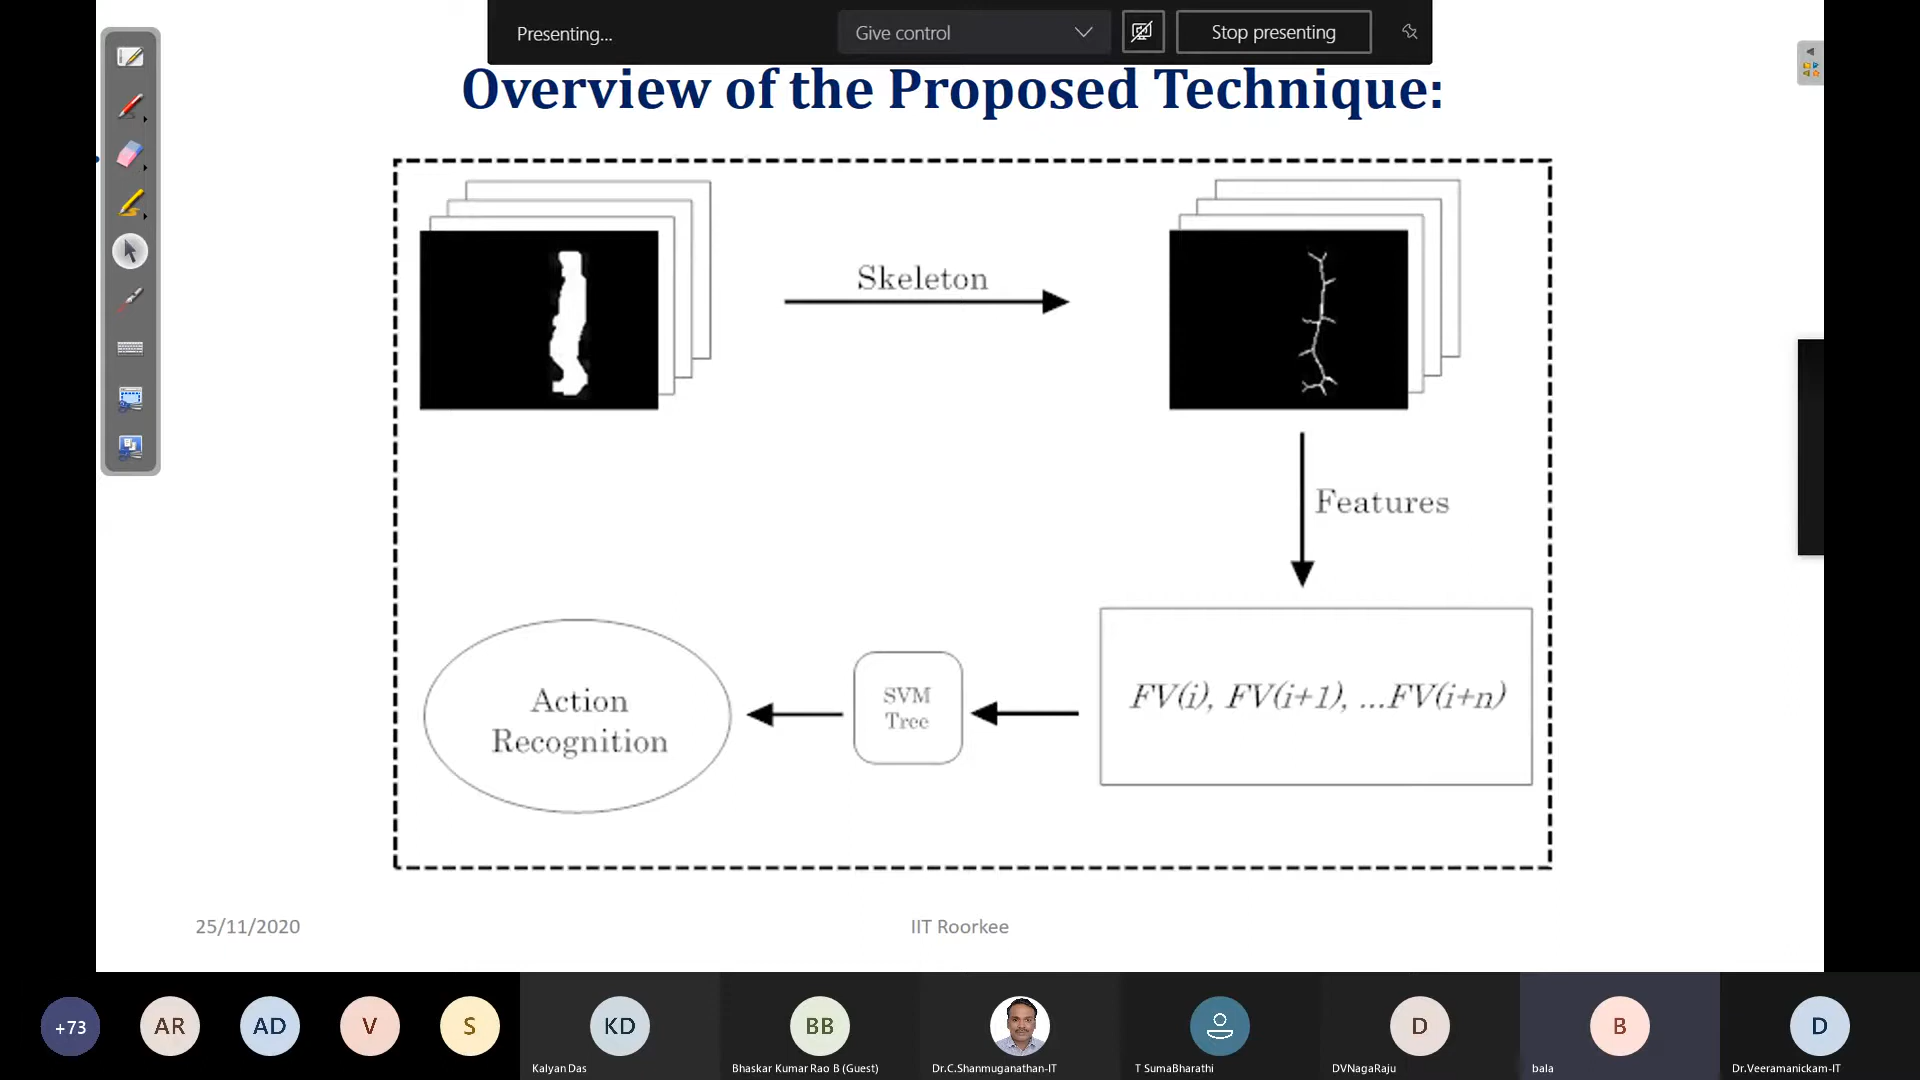 Presenting...
Give control
Stop presenting
Overview of the Proposed Technique:
Skeleton
Features
Action
Recognition
SVM
Tree
FV(i), FV(i+1), ...FV(i+n)
25/11/2020
IIT Roorkee
+73
AR
AD
V
S
KD
BB
D
B
D
Kalyan Das
Bhaskar Kumar Rao B (Guest)
Dr.C.Shanmuganathan-IT
T SumaBharathi
DVNagaRaju
bala
Dr.Veeramanickam-IT